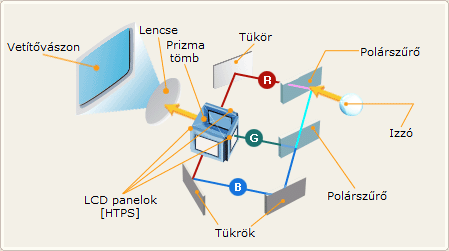 Lencse
Tükör
Vetítővászon
Prizma
tömb
Polárszűrő
R
G
Izzó
B
LCD panelok
[HTPS]
Polárszűrő
Tükrök